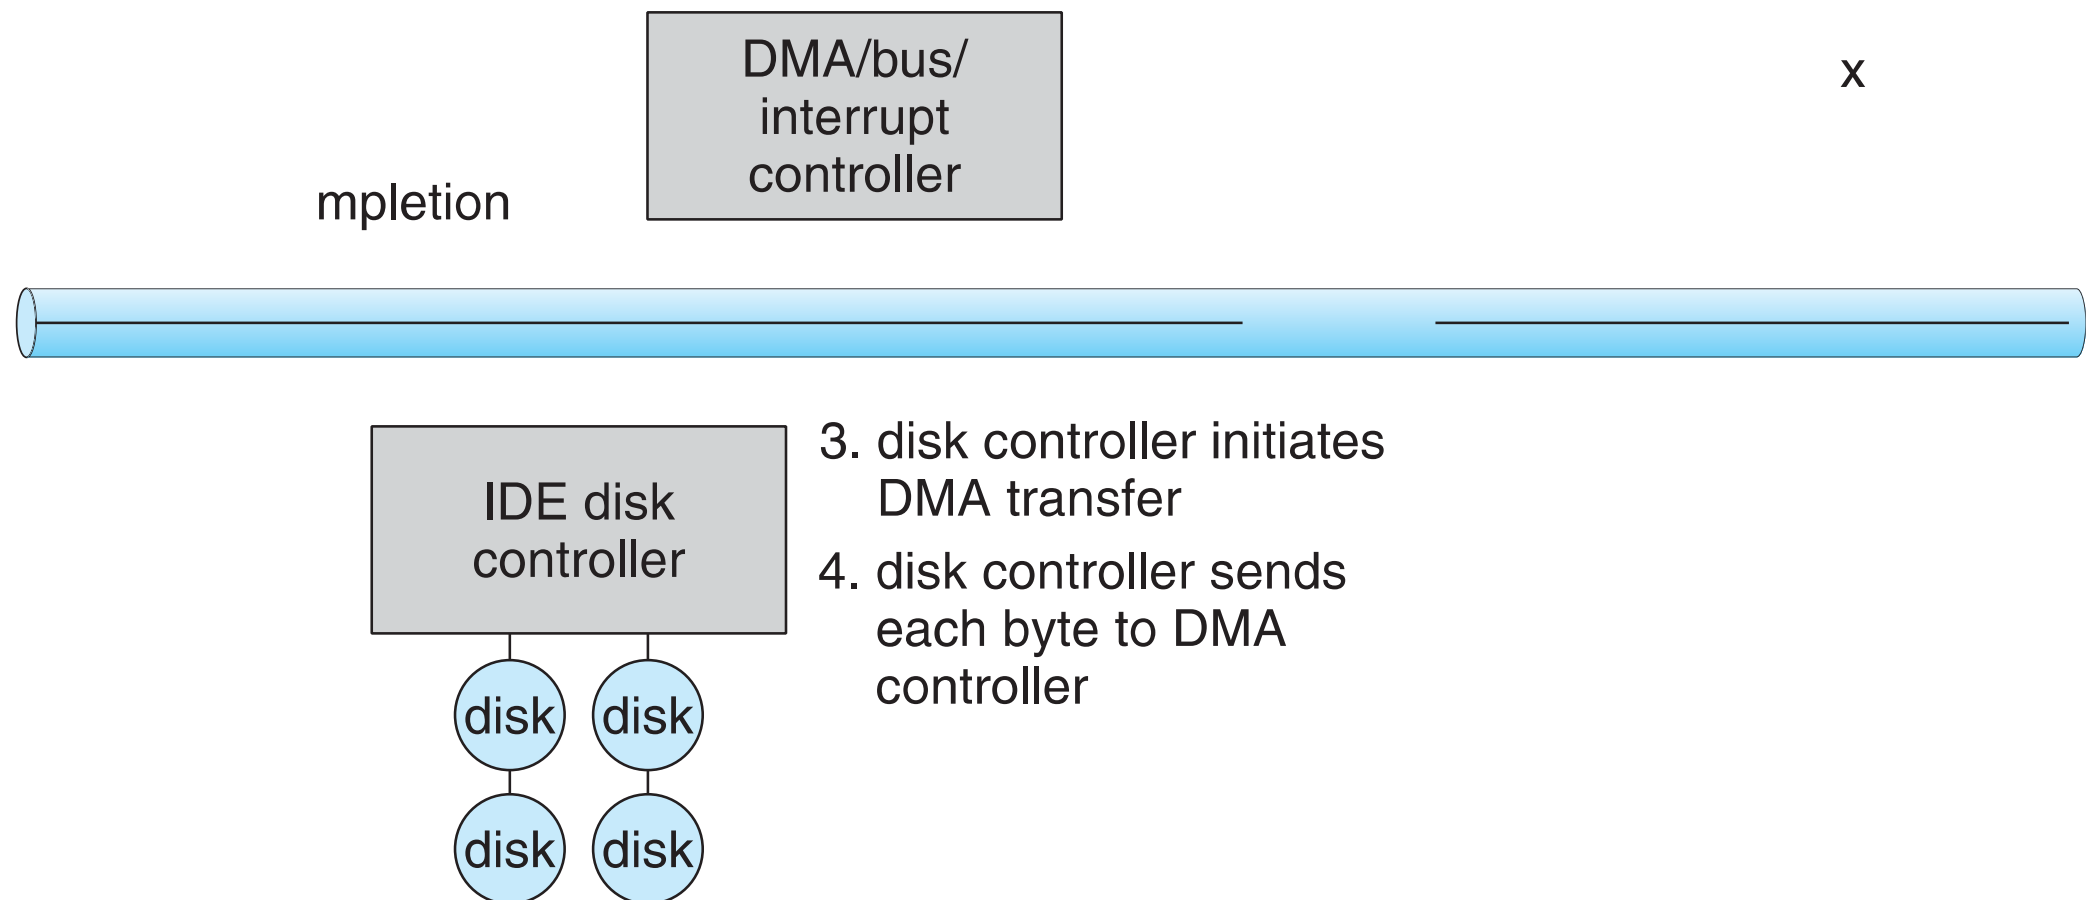 DMA/bus/
interrupt
controller
x
mpletion
IDE disk
controller
3. disk controller initiates
DMA transfer
4. disk controller sends
each byte to DMA
controller
disk disk
disk disk